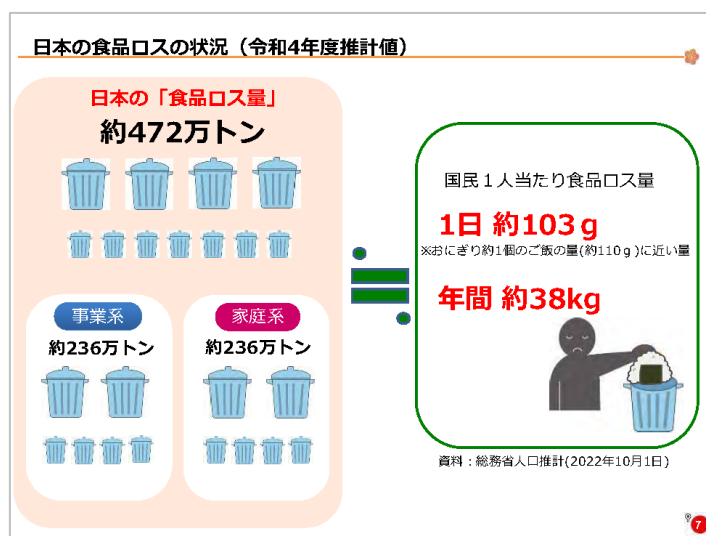 日本の食品ロスの状況（令和4年度推計値）
日本の「食品ロス量」
約472万トン
事業系
約236万トン
家庭系
約236万トン
国民１人当たり食品ロス量
1日 約103ｇ
※おにぎり約1個のご飯の量(約110ｇ)に近い量
年間 約38kg
資料：総務省人口推計(2022年10月1日)
7